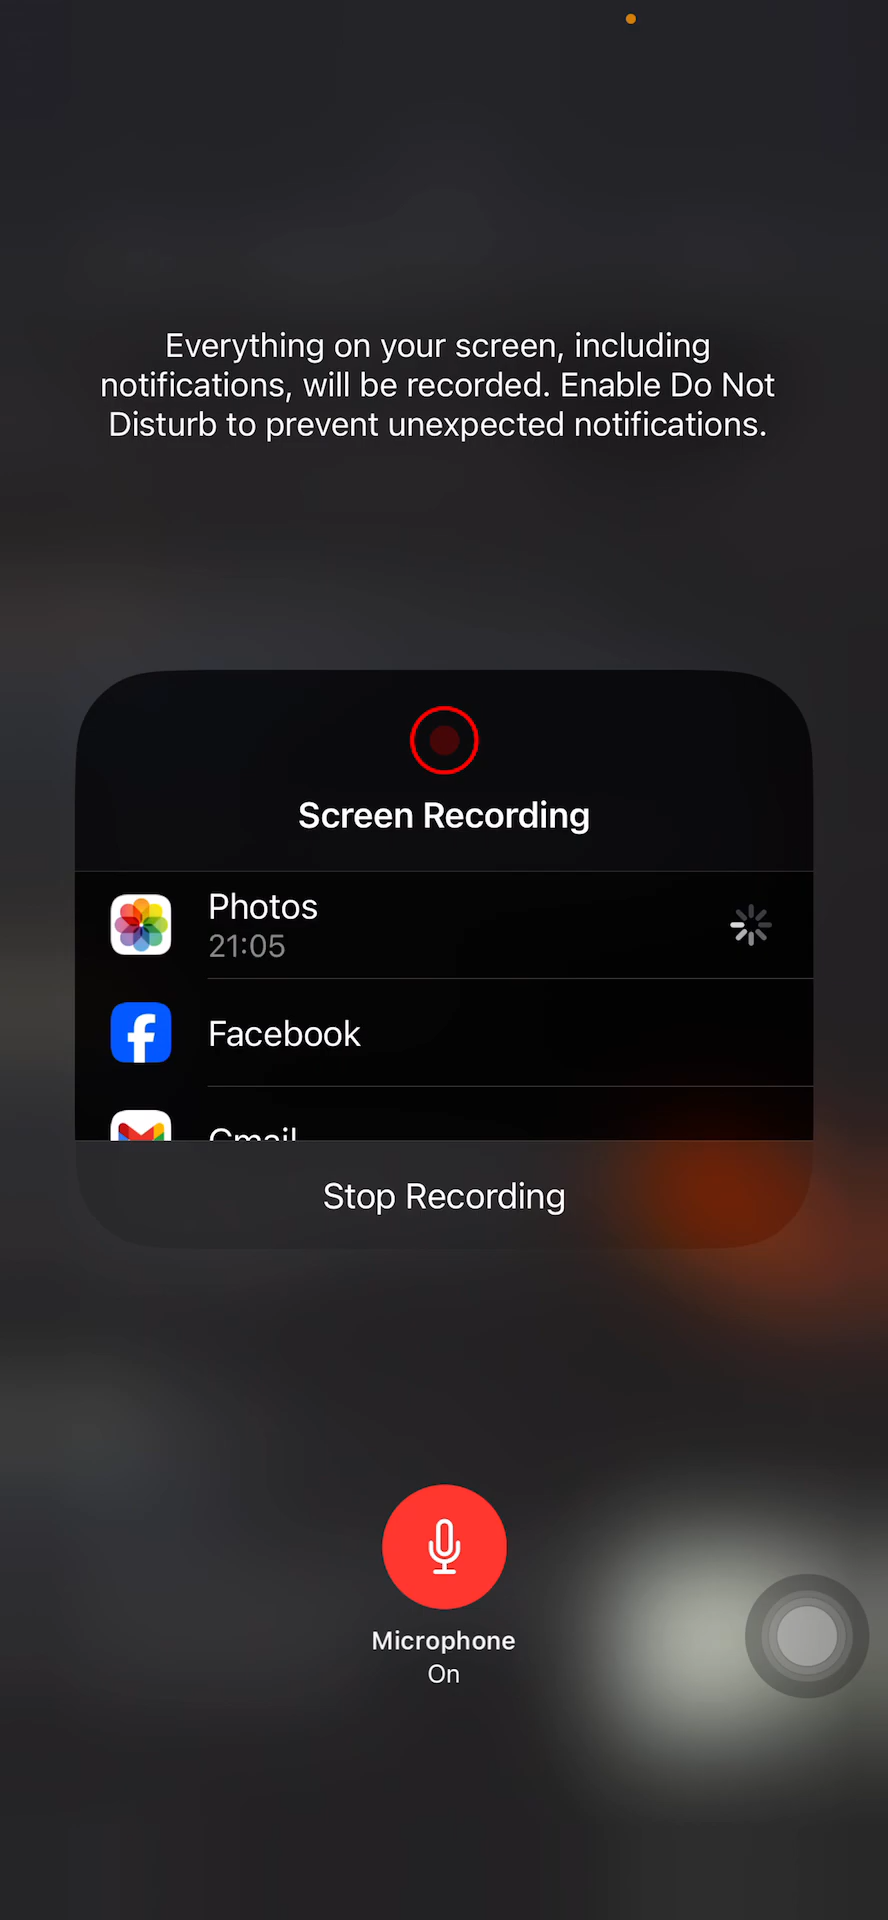 Everything on your screen, including
notifications, will be recorded. Enable Do Not
Disturb to prevent unexpected notifications.
Screen Recording
Photos
21:05
Facebook
Gmail
Stop Recording
Microphone
On